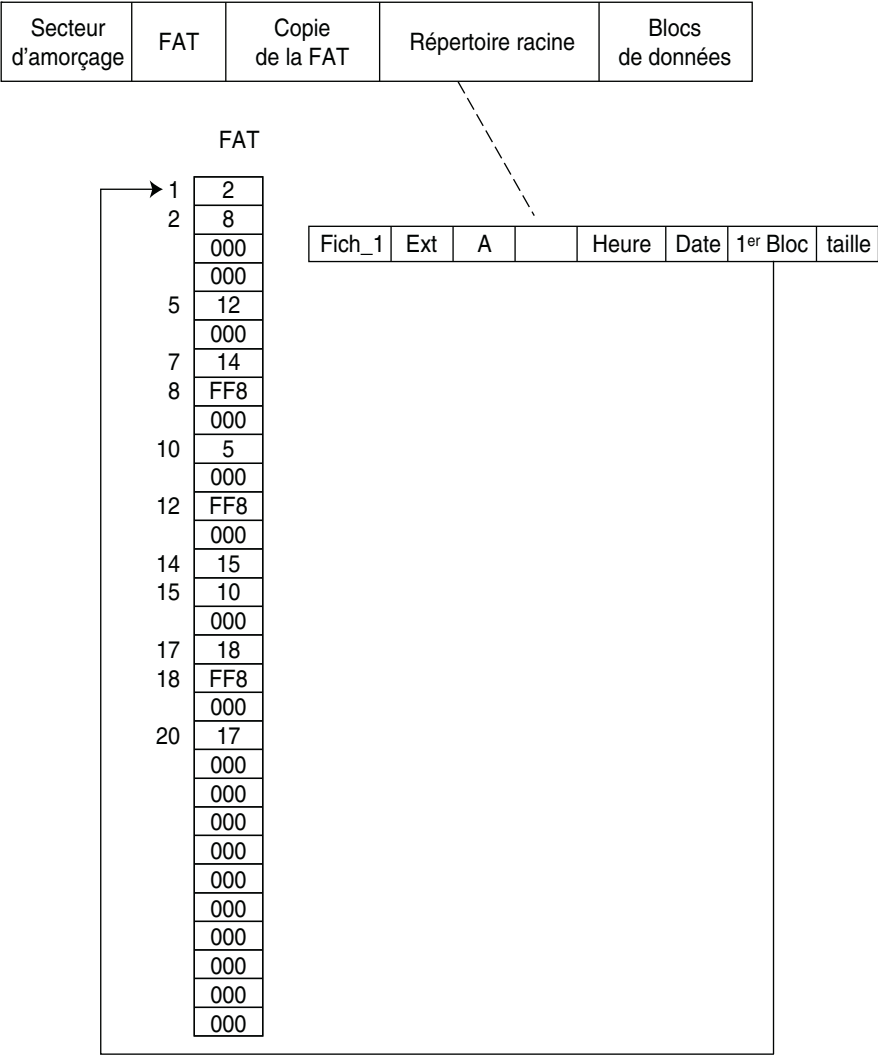 Secteur d'amorçage
FAT
Copie de la FAT
Répertoire racine
Blocs de données
FAT
1 2
2 8
000
000
5 12
000
7 14
8 FF8
000
10 5
000
12 FF8
000
14 15
15 10
000
17 18
18 FF8
000
20 17
000
000
000
000
000
000
000
000
000
000
Fich_1 Ext A Heure Date 1er Bloc taille